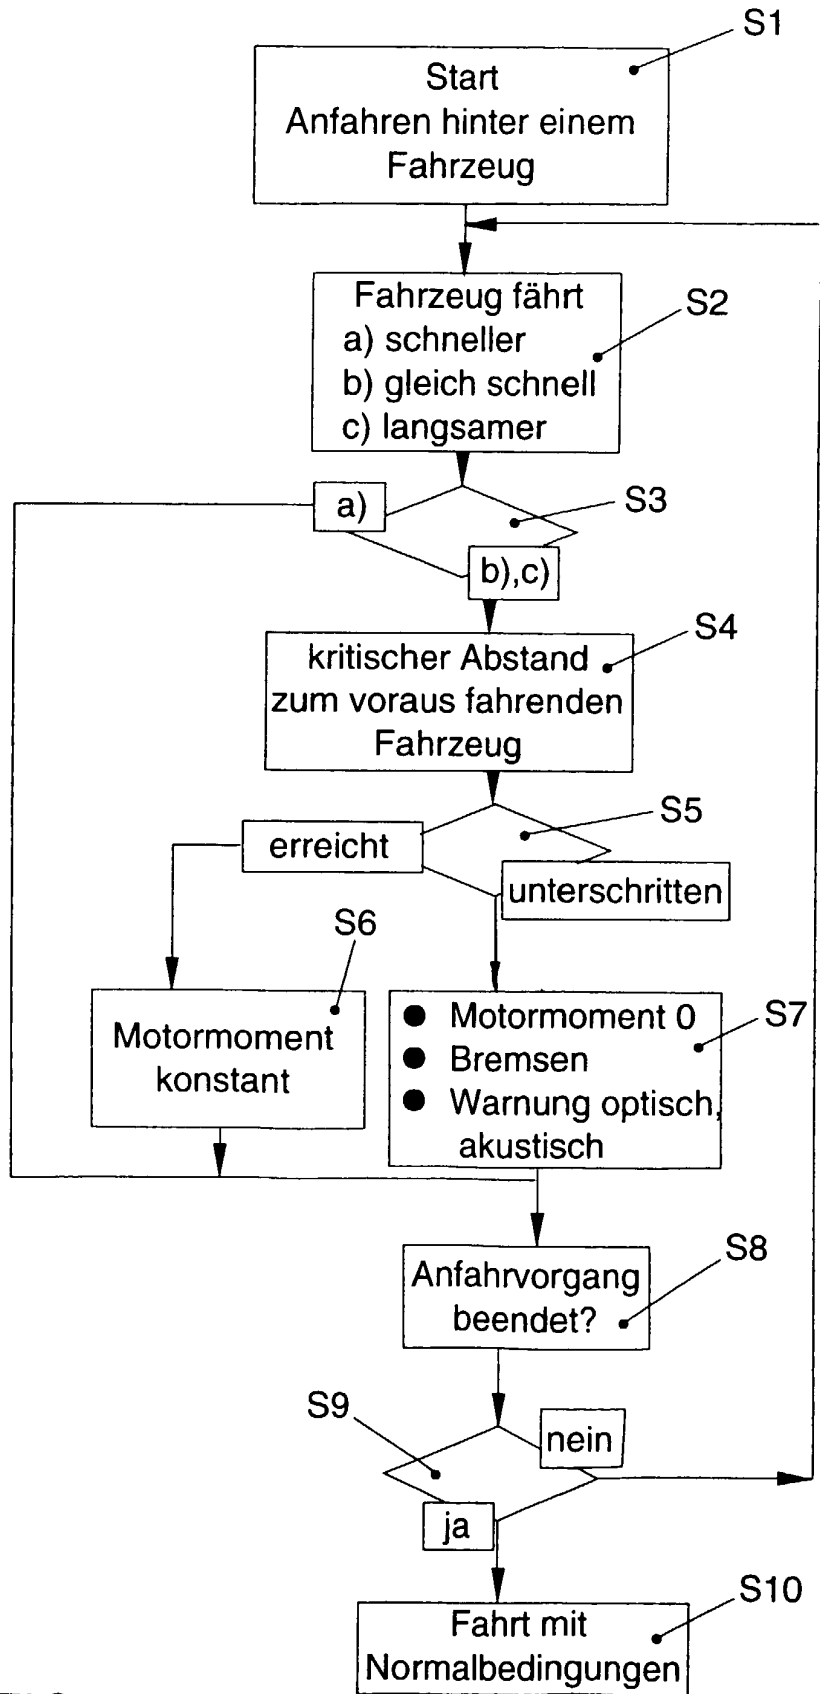 S1
Start
Anfahren hinter einem
Fahrzeug
Fahrzeug fährt
a) schneller
b) gleich schnell
c) langsamer
S2
a)
S3
b),c)
S4
kritischer Abstand
zum voraus fahrenden
Fahrzeug
S5
erreicht
unterschritten
S6
Motormoment
konstant
● Motormoment 0
● Bremsen
● Warnung optisch,
akustisch
S7
S8
Anfahrvorgang
beendet?
S9
nein
ja
S10
Fahrt mit
Normalbedingungen